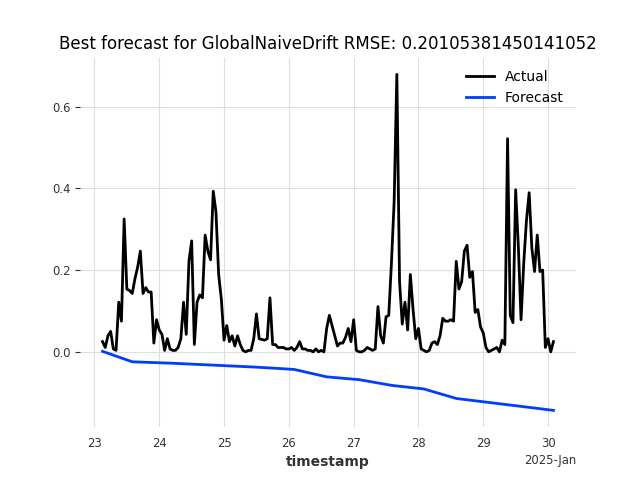 Best forecast for GlobalNaiveDrift RMSE: 0.20105381450141052
Actual
Forecast
0.6
0.4
0.2
0.0
23 24 25 26 27 28 29 30
timestamp
2025-Jan